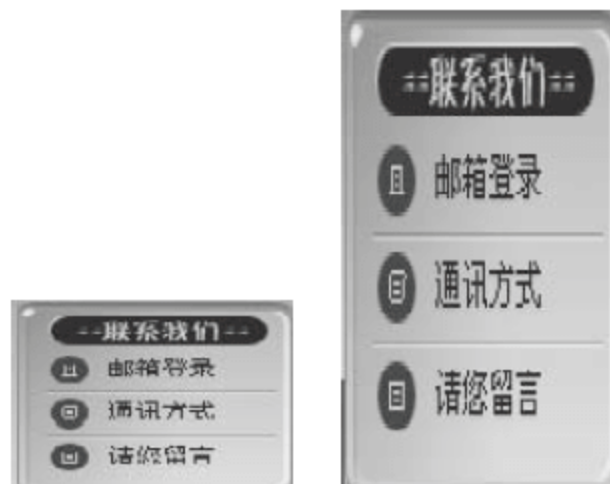 ==联系我们==
邮箱登录
通讯方式
请您留言
==联系我们==
邮箱登录
通讯方式
请您留言